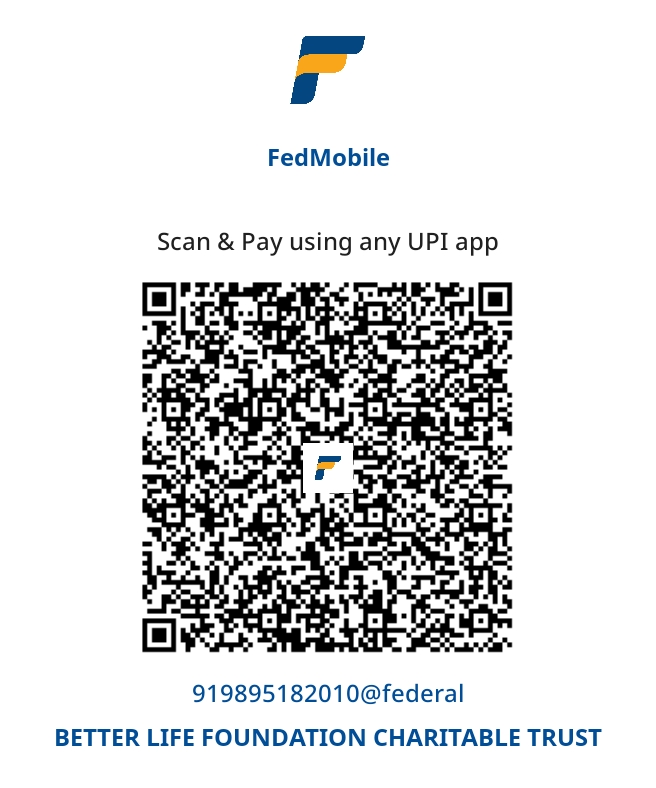 FedMobile
Scan & Pay using any UPI app
919895182010@federal
BETTER LIFE FOUNDATION CHARITABLE TRUST